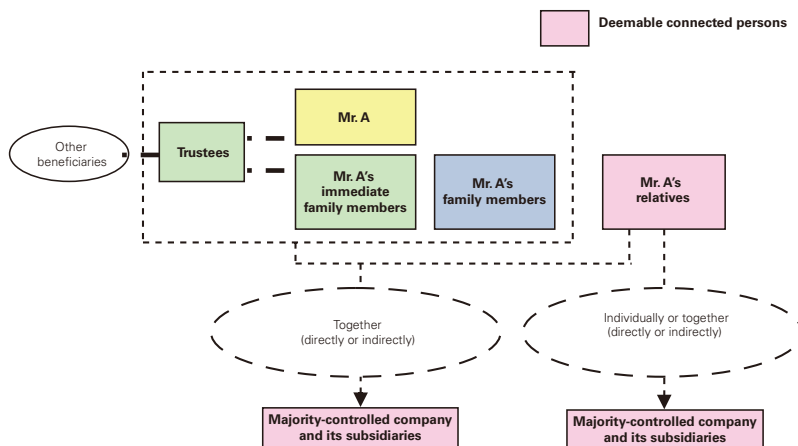 Deemable connected persons
Mr. A
Other
beneficiaries
Trustees
Mr. A's
immediate
family members
Mr. A's
family members
Mr. A's
relatives
Together
(directly or indirectly)
Individually or together
(directly or indirectly)
Majority-controlled company
and its subsidiaries
Majority-controlled company
and its subsidiaries